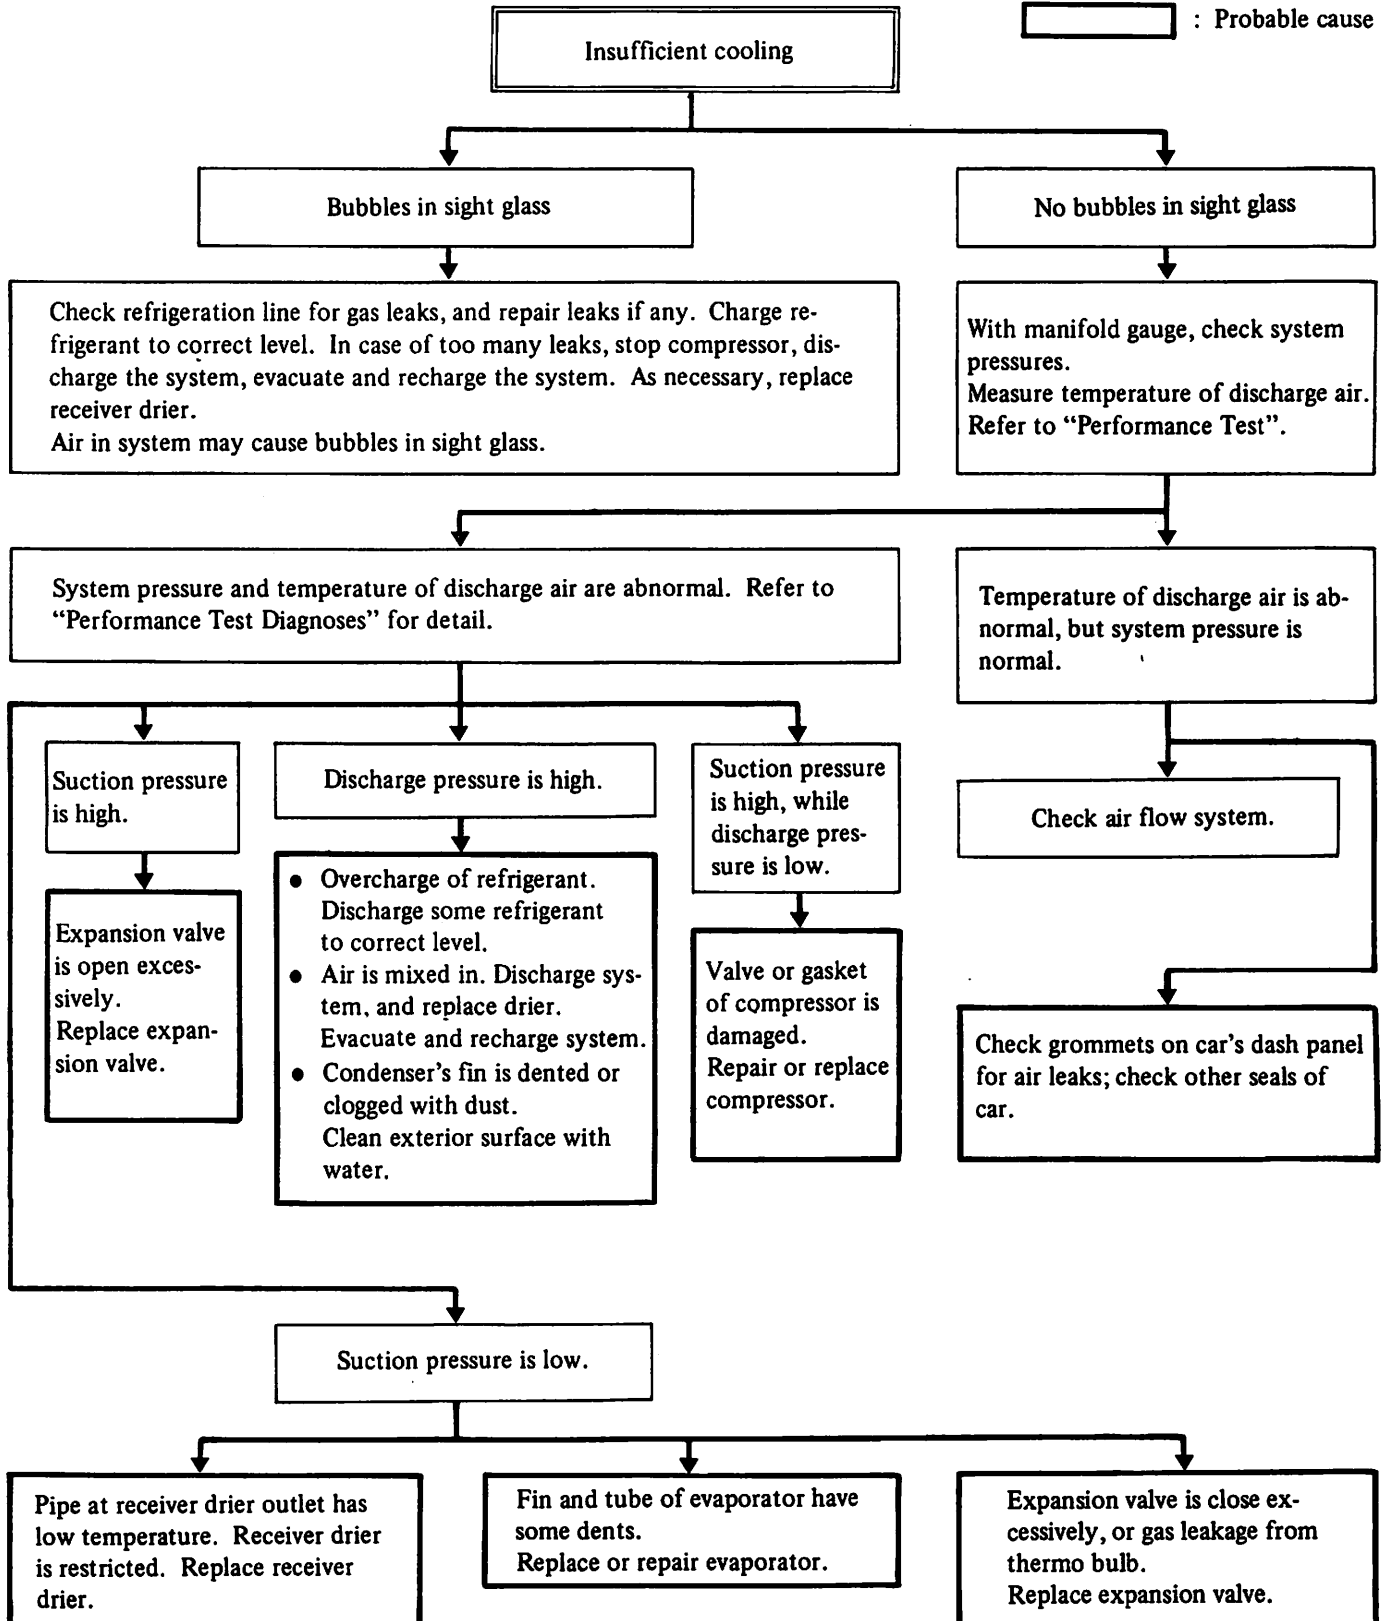 : Probable cause
Insufficient cooling
Bubbles in sight glass
No bubbles in sight glass
Check refrigeration line for gas leaks, and repair leaks if any. Charge re-
frigerant to correct level. In case of too many leaks, stop compressor, dis-
charge the system, evacuate and recharge the system. As necessary, replace
receiver drier.
Air in system may cause bubbles in sight glass.
With manifold gauge, check system
pressures.
Measure temperature of discharge air.
Refer to “Performance Test”.
System pressure and temperature of discharge air are abnormal. Refer to
“Performance Test Diagnoses” for detail.
Temperature of discharge air is ab-
normal, but system pressure is
normal.
Suction pressure
is high.
Discharge pressure is high.
Suction pressure
is high, while
discharge pres-
sure is low.
Check air flow system.
Expansion valve
is open exces-
sively.
Replace expan-
sion valve.
● Overcharge of refrigerant.
Discharge some refrigerant
to correct level.
● Air is mixed in. Discharge sys-
tem, and replace drier.
Evacuate and recharge system.
● Condenser’s fin is dented or
clogged with dust.
Clean exterior surface with
water.
Valve or gasket
of compressor is
damaged.
Repair or replace
compressor.
Check grommets on car’s dash panel
for air leaks; check other seals of
car.
Suction pressure is low.
Pipe at receiver drier outlet has
low temperature. Receiver drier
is restricted. Replace receiver
drier.
Fin and tube of evaporator have
some dents.
Replace or repair evaporator.
Expansion valve is close ex-
cessively, or gas leakage from
thermo bulb.
Replace expansion valve.